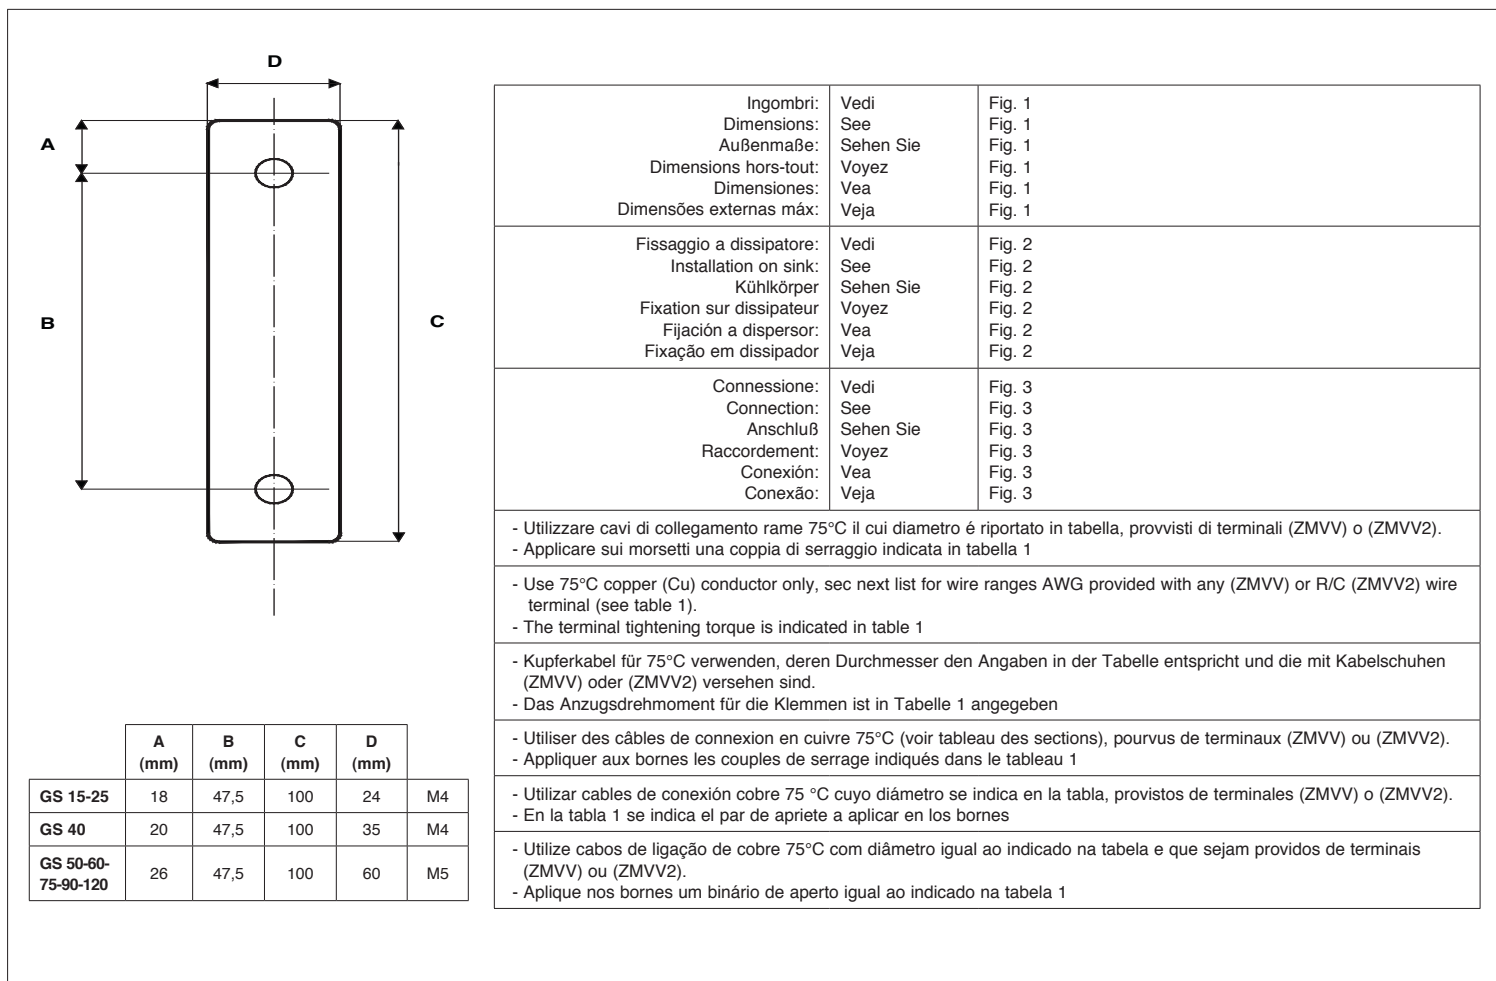 D
A
B
C
Ingombri: Vedi Fig. 1
Dimensions: See Fig. 1
Außenmaße: Sehen Sie Fig. 1
Dimensions hors-tout: Voyez Fig. 1
Dimensiones: Vea Fig. 1
Dimensões externas máx: Veja Fig. 1
Fissaggio a dissipatore: Vedi Fig. 2
Installation on sink: See Fig. 2
Kühlkörper Sehen Sie Fig. 2
Fixation sur dissipateur Voyez Fig. 2
Fijación a dispersor: Vea Fig. 2
Fixação em dissipador Veja Fig. 2
Connessione: Vedi Fig. 3
Connection: See Fig. 3
Anschluß Sehen Sie Fig. 3
Raccordement: Voyez Fig. 3
Conexión: Vea Fig. 3
Conexão: Veja Fig. 3
- Utilizzare cavi di collegamento rame 75°C il cui diametro é riportato in tabella, provvisti di terminali (ZMVV) o (ZMVV2).
- Applicare sui morsetti una coppia di serraggio indicata in tabella 1
- Use 75°C copper (Cu) conductor only, sec next list for wire ranges AWG provided with any (ZMVV) or R/C (ZMVV2) wire
terminal (see table 1).
- The terminal tightening torque is indicated in table 1
- Kupferkabel für 75°C verwenden, deren Durchmesser den Angaben in der Tabelle entspricht und die mit Kabelschuhen
(ZMVV) oder (ZMVV2) versehen sind.
- Das Anzugsdrehmoment für die Klemmen ist in Tabelle 1 angegeben
- Utiliser des câbles de connexion en cuivre 75°C (voir tableau des sections), pourvus de terminaux (ZMVV) ou (ZMVV2).
- Appliquer aux bornes les couples de serrage indiqués dans le tableau 1
- Utilizar cables de conexión cobre 75 °C cuyo diámetro se indica en la tabla, provistos de terminales (ZMVV) o (ZMVV2).
- En la tabla 1 se indica el par de apriete a aplicar en los bornes
- Utilize cabos de ligação de cobre 75°C com diâmetro igual ao indicado na tabela e que sejam providos de terminais
(ZMVV) ou (ZMVV2).
- Aplique nos bornes um binário de aperto igual ao indicado na tabela 1
A B C D
(mm) (mm) (mm) (mm)
GS 15-25 18 47,5 100 24 M4
GS 40 20 47,5 100 35 M4
GS 50-60-
75-90-120 26 47,5 100 60 M5